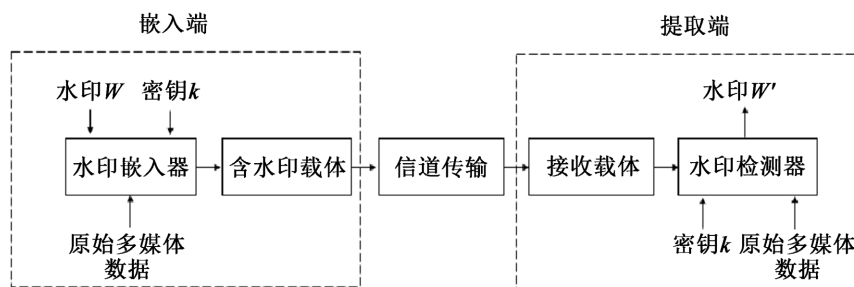 嵌入端
提取端
水印W 密钥k
水印W'
水印嵌入器
含水印载体
信道传输
接收载体
水印检测器
原始多媒体
数据
密钥k 原始多媒体
数据